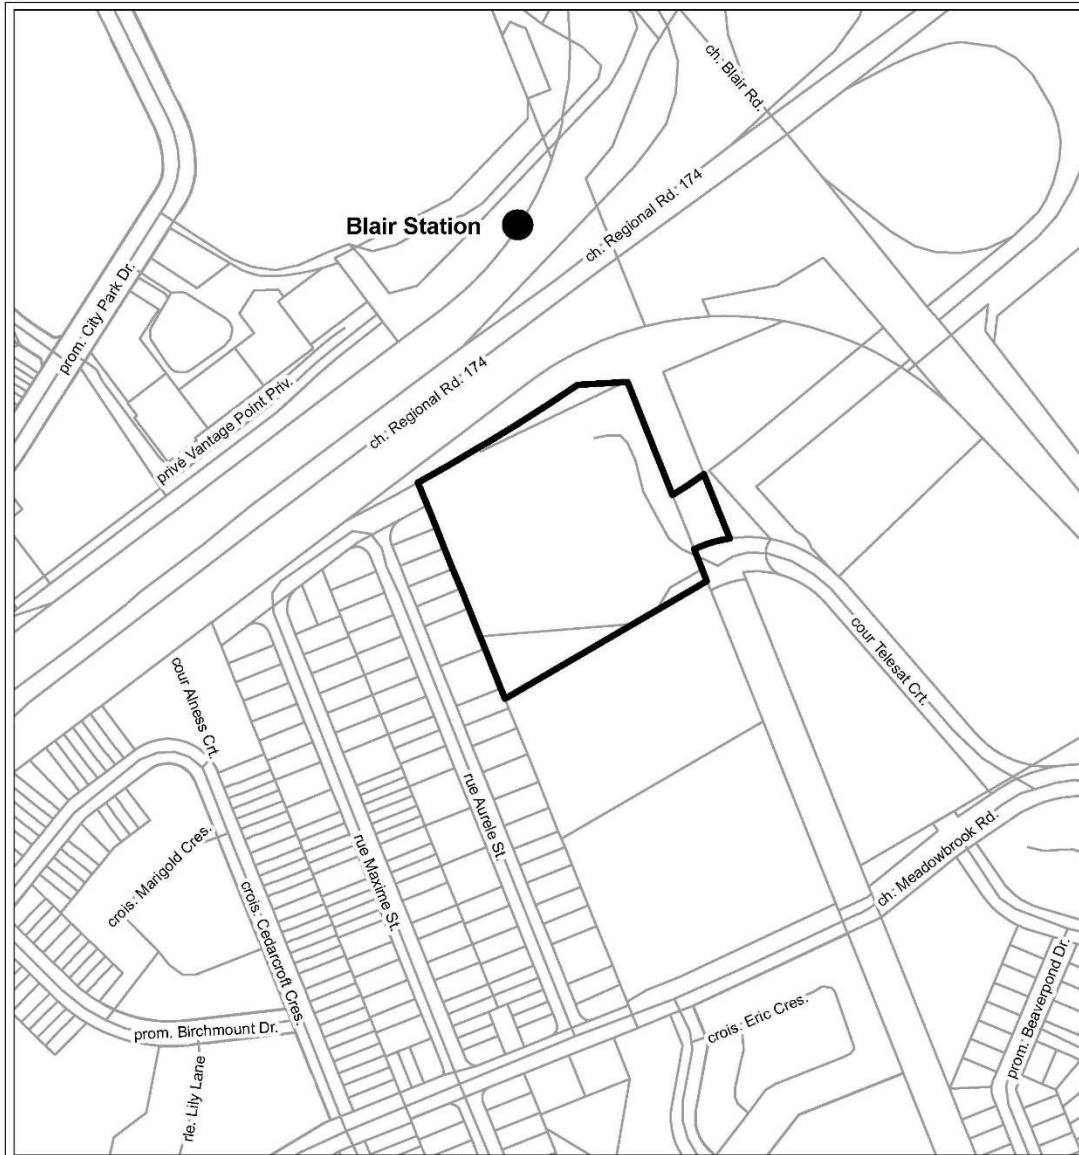 ch. Blair Rd.
ch. Regional Rd. 174
Blair Station
prom. City Park Dr.
ch. Regional Rd. 174
privé Vantage Point Priv.
cour Telesat Crt.
cour Alness Crt.
rue Aurele St.
crois. Marigold Cres.
rue Maxime St.
ch. Meadowbrook Rd.
crois. Cedarcroft Cres.
prom. Beaverpond Dr.
crois. Eric Cres.
prom. Birchmount Dr.
rle. Lily Lane